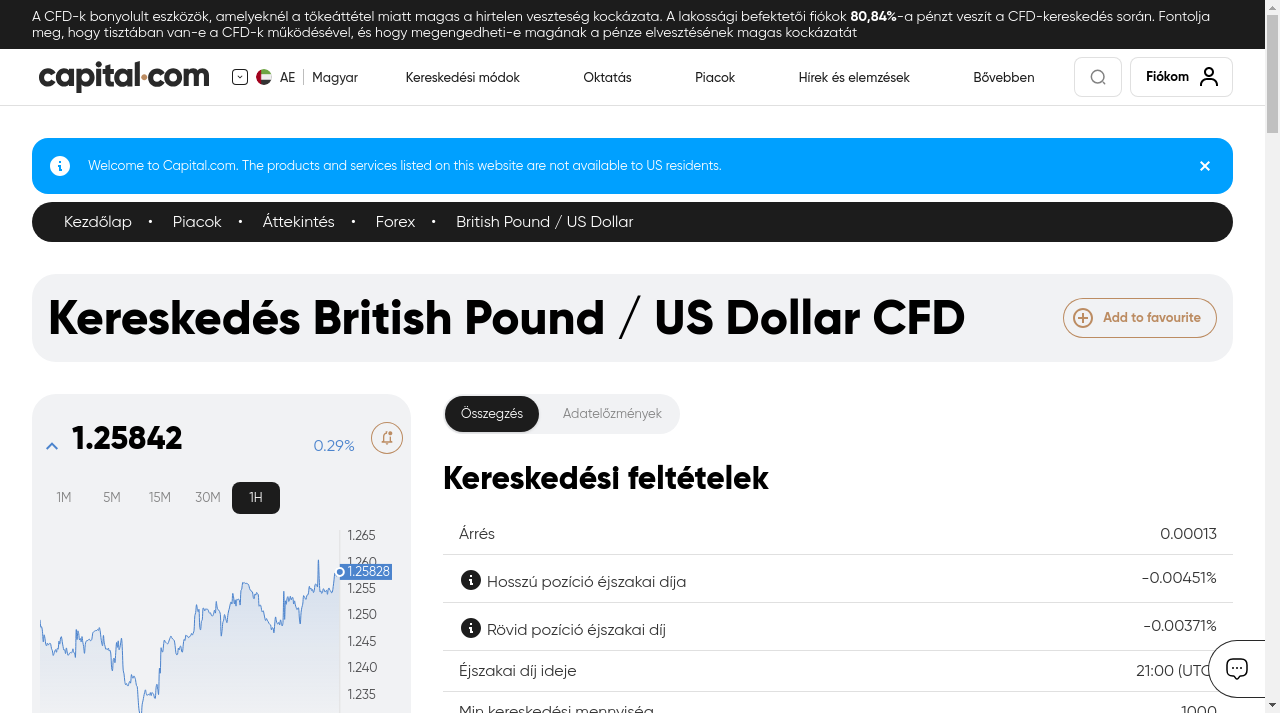 A CFD-k bonyolult eszközök, amelyeknél a tőkeáttétel miatt magas a hirtelen veszteség kockázata. A lakossági befektetői fiókok 80,84%-a pénzt veszít a CFD-kereskedés során. Fontolja
meg, hogy tisztában van-e a CFD-k működésével, és hogy megengedheti-e magának a pénze elvesztésének magas kockázatát
capital.com
AE
Magyar
Kereskedési módok
Oktatás
Piacok
Hírek és elemzések
Bővebben
Fiókom
Welcome to Capital.com. The products and services listed on this website are not available to US residents.
Kezdőlap • Piacok • Áttekintés • Forex • British Pound / US Dollar
Kereskedés British Pound / US Dollar CFD
Add to favourite
1.25842
0.29%
1M 5M 15M 30M 1H
1.265
1.260
1.25828
1.255
1.250
1.245
1.240
1.235
Összegzés
Adatelőzmények
Kereskedési feltételek
Árrés 0.00013
Hosszú pozíció éjszakai díja -0.00451%
Rövid pozíció éjszakai díj -0.00371%
Éjszakai díj ideje 21:00 (UTC)
Min kereskedési mennyiség 1000